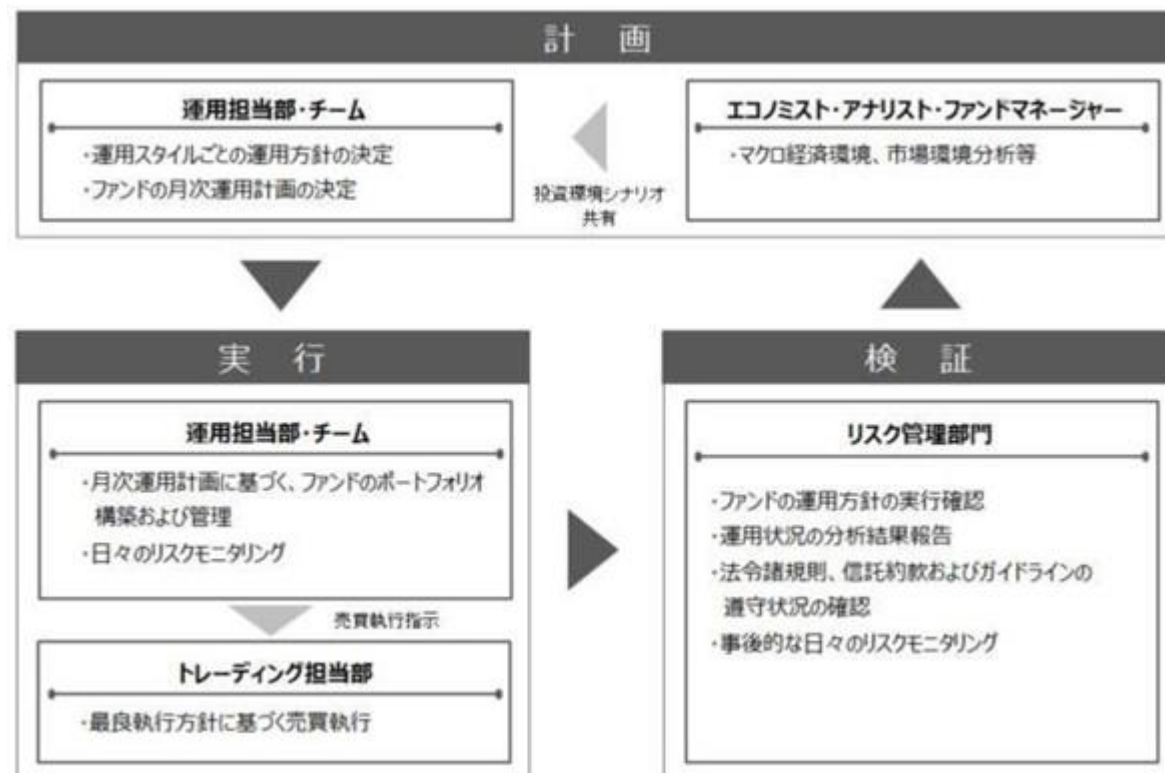 計 画
運用担当部・チーム
・運用スタイルごとの運用方針の決定
・ファンドの月次運用計画の決定
投資環境シナリオ
共有
エコノミスト・アナリスト・ファンドマネージャー
・マクロ経済環境、市場環境分析等
実 行
運用担当部・チーム
・月次運用計画に基づく、ファンドのポートフォリオ
構築および管理
・日々のリスクモニタリング
売買執行指示
トレーディング担当部
・最良執行方針に基づく売買執行
検 証
リスク管理部門
・ファンドの運用方針の実行確認
・運用状況の分析結果報告
・法令諸規則、信託約款およびガイドラインの
遵守状況の確認
・事後的な日々のリスクモニタリング